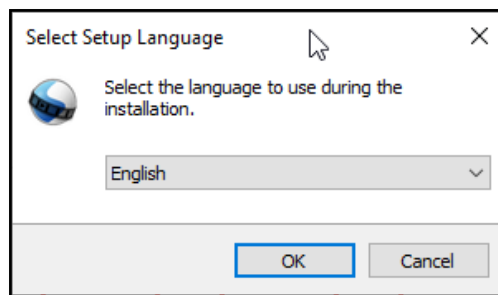 Select Setup Language
Select the language to use during the
installation.
English
OK
Cancel